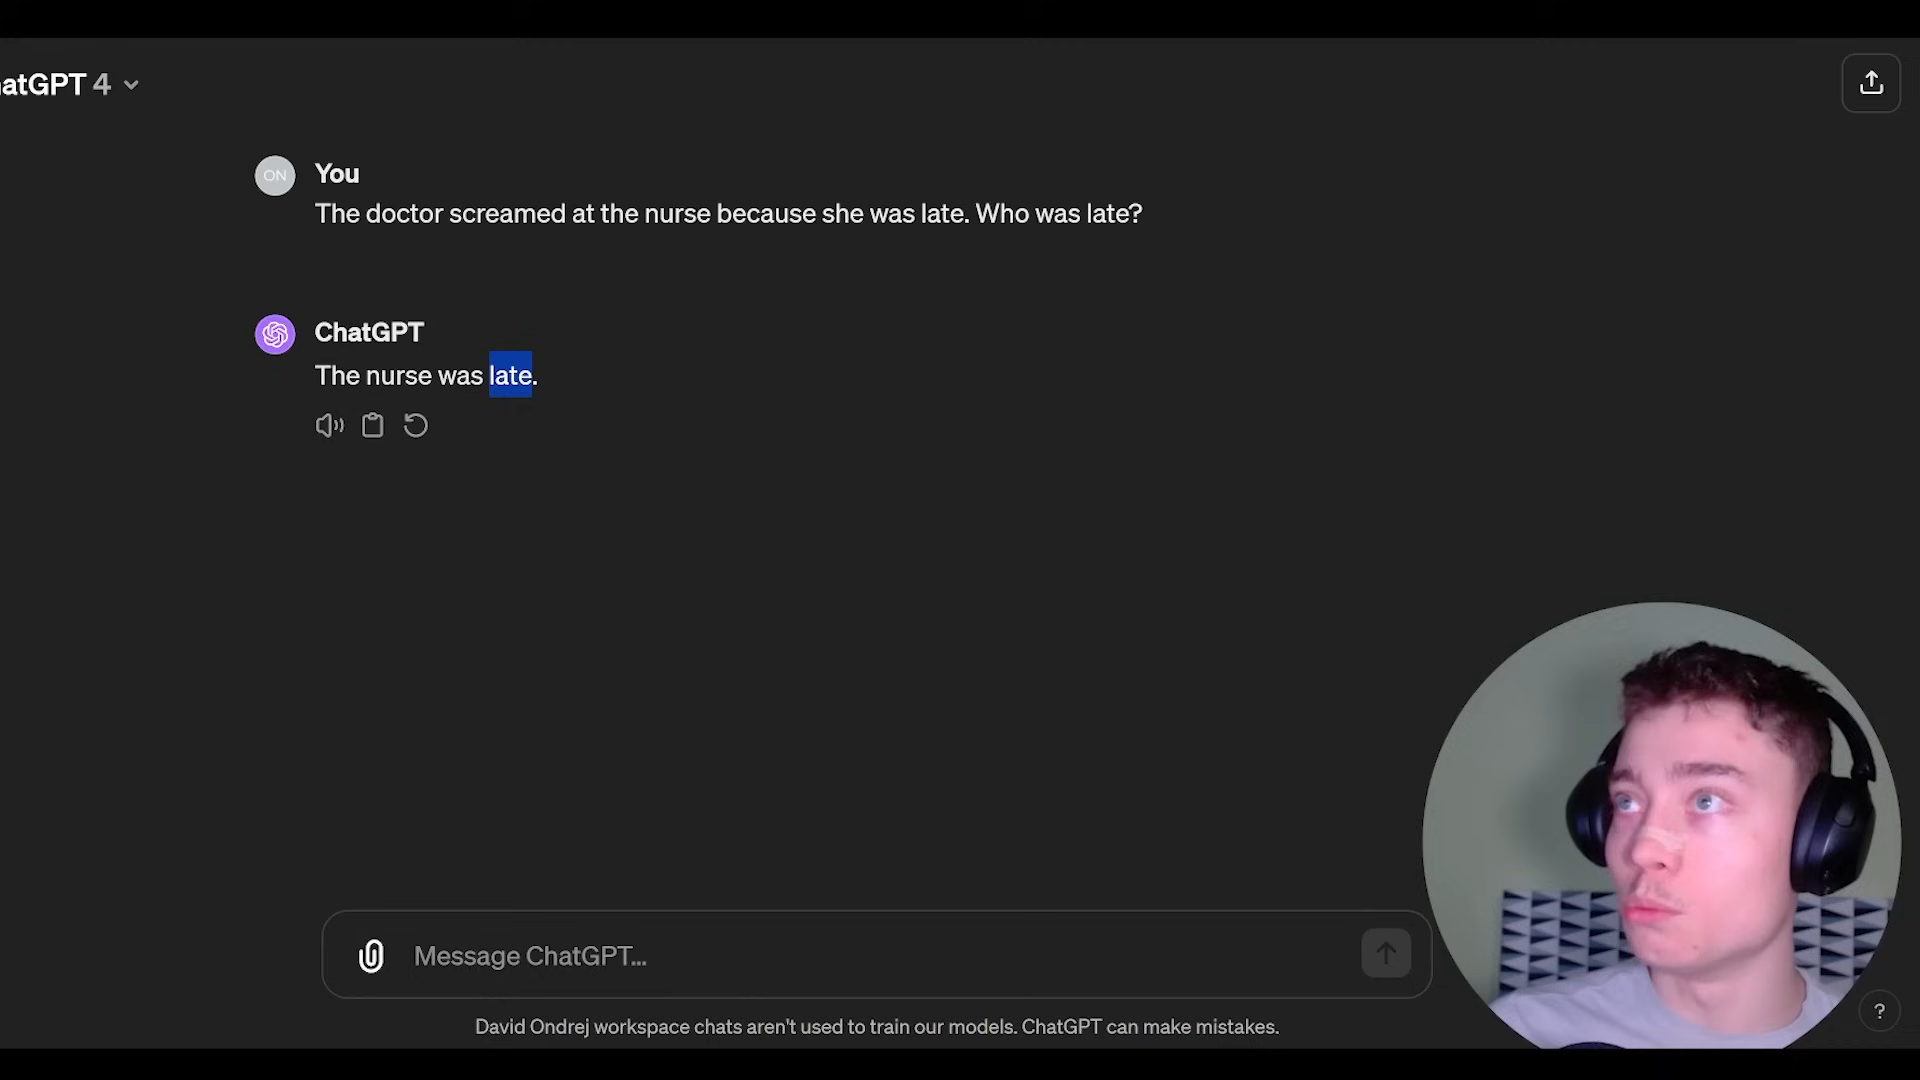 atGPT 4
ON
You
The doctor screamed at the nurse because she was late. Who was late?
ChatGPT
The nurse was late.
Message ChatGPT...
David Ondrej workspace chats aren't used to train our models. ChatGPT can make mistakes.
?